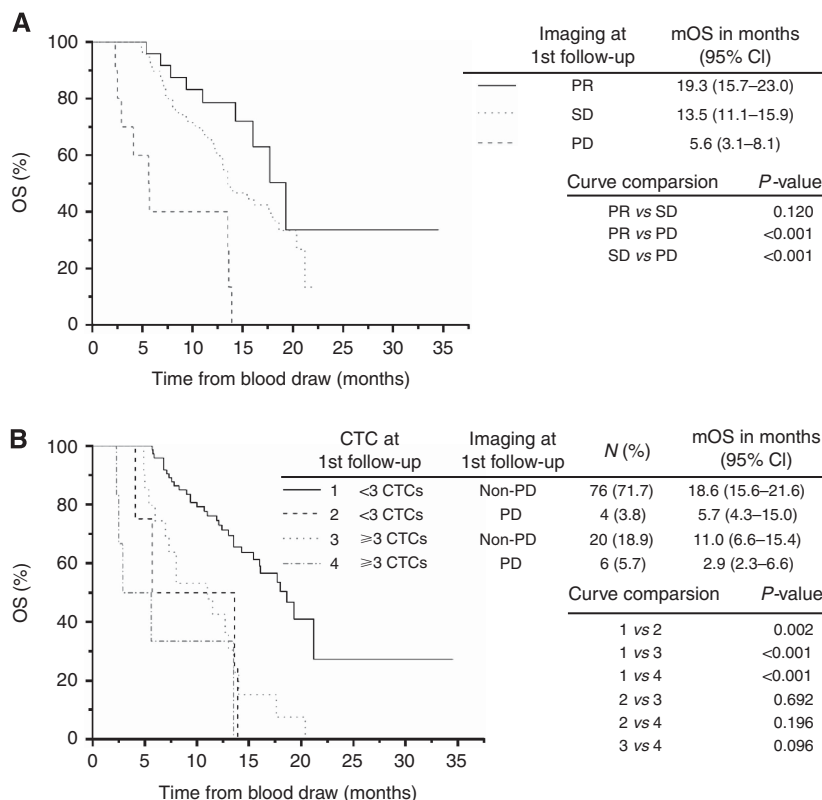 A
100
80
60
40
20
0
OS (%)
0 5 10 15 20 25 30 35
Time from blood draw (months)
Imaging at mOS in months
1st follow-up (95% CI)
PR 19.3 (15.7–23.0)
SD 13.5 (11.1–15.9)
PD 5.6 (3.1–8.1)
Curve comparsion P-value
PR vs SD 0.120
PR vs PD <0.001
SD vs PD <0.001
B
100
80
60
40
20
0
OS (%)
0 5 10 15 20 25 30 35
Time from blood draw (months)
CTC at Imaging at N (%) mOS in months
1st follow-up 1st follow-up (95% CI)
1 <3 CTCs Non-PD 76 (71.7) 18.6 (15.6–21.6)
2 <3 CTCs PD 4 (3.8) 5.7 (4.3–15.0)
3 ⩾3 CTCs Non-PD 20 (18.9) 11.0 (6.6–15.4)
4 ⩾3 CTCs PD 6 (5.7) 2.9 (2.3–6.6)
Curve comparsion P-value
1 vs 2 0.002
1 vs 3 <0.001
1 vs 4 <0.001
2 vs 3 0.692
2 vs 4 0.196
3 vs 4 0.096